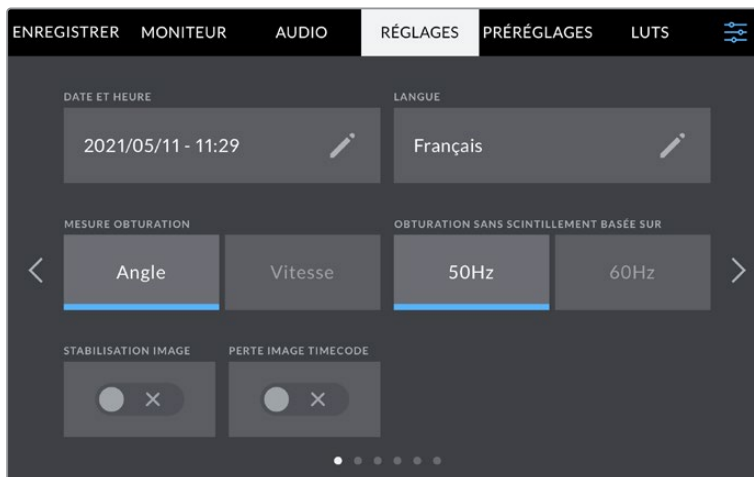 ENREGISTRER MONITEUR AUDIO RÉGLAGES PRÉRÉGLAGES LUTS
DATE ET HEURE LANGUE
2021/05/11 - 11:29 Français
MESURE OBTURATION OBTURATION SANS SCINTILLEMENT BASÉE SUR
Angle Vitesse 50Hz 60Hz
STABILISATION IMAGE PERTE IMAGE TIMECODE